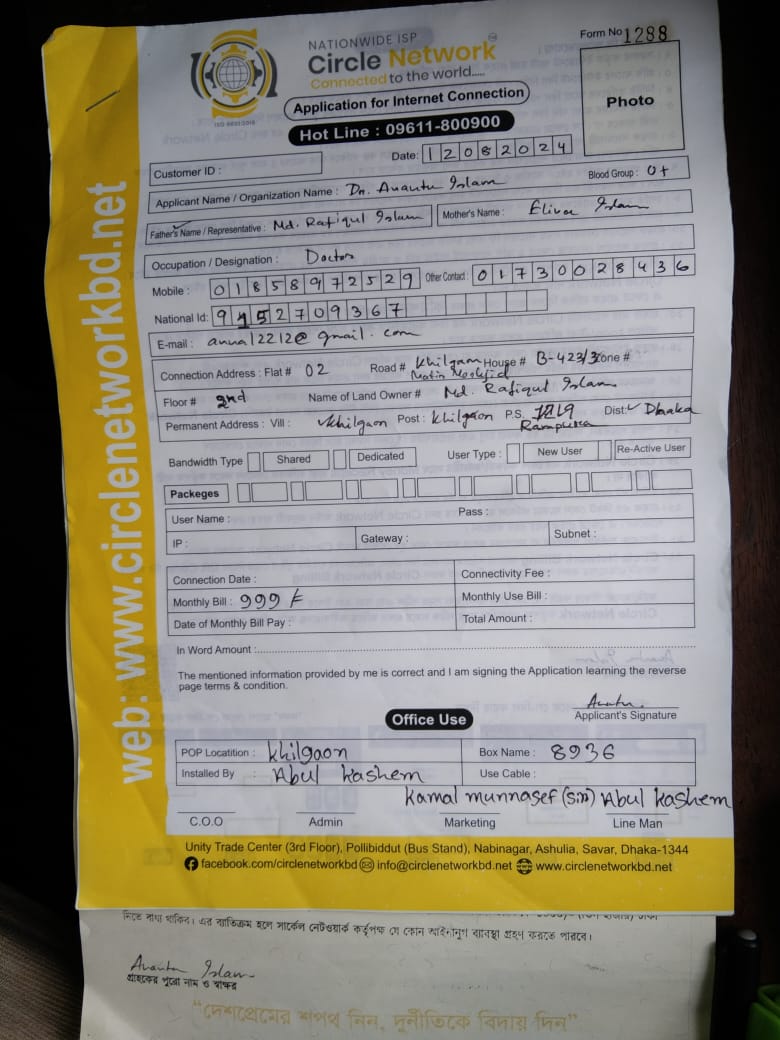 NATIONWIDE ISP
Circle Network
Connected to the world.....
ISO 9001:2015
Form No 1288
Application for Internet Connection
Hot Line : 09611-800900
Photo
Date: 12082024
Customer ID :
Applicant Name / Organization Name : Dr. Anantu Islam Blood Group : O+
Father's Name / Representative : Md. Rafiqul Islam Mother's Name : Islam
Occupation / Designation : Doctor
Mobile : 01858972529 Other Contact : 01730028436
National Id: 9452709367
E-mail : @gmail.com
Connection Address : Flat # 02 Road # Khilgaon House # B-423/3 Zone #
Floor # 2nd Name of Land Owner # Md. Rafiqul Islam
Permanent Address : Vill : Khilgaon Post : Khilgaon P.S. 1219 Dist: Dhaka
Rampura
Bandwidth Type Shared Dedicated User Type : New User Re-Active User
Packeges
User Name : Pass :
IP : Gateway : Subnet :
Connection Date : Connectivity Fee :
Monthly Bill : 999 Monthly Use Bill :
Date of Monthly Bill Pay : Total Amount :
In Word Amount :
The mentioned information provided by me is correct and I am signing the Application learning the reverse
page terms & condition.
Applicant's Signature
Office Use
POP Locatition : Khilgaon Box Name : 8936
Installed By : Abul Kashem Use Cable :
Kamal munnasef (sir) Abul Kashem
C.O.O Admin Marketing Line Man
Unity Trade Center (3rd Floor), Pollibiddut (Bus Stand), Nabinagar, Ashulia, Savar, Dhaka-1344
facebook.com/circlenetworkbd info@circlenetworkbd.net www.circlenetworkbd.net
web: www.circlenetworkbd.net
দিতে বাধ্য থাকিব। এর ব্যতিক্রম হলে সার্কেল নেটওয়ার্ক কর্তৃপক্ষ যে কোন আইনানুগ ব্যাবস্থা গ্রহণ করতে পারবে।
Anantu Islam
গ্রাহকের পুরো নাম ও স্বাক্ষর
“দেশপ্রেমের শপথ নিন, দুর্নীতিকে বিদায় দিন”